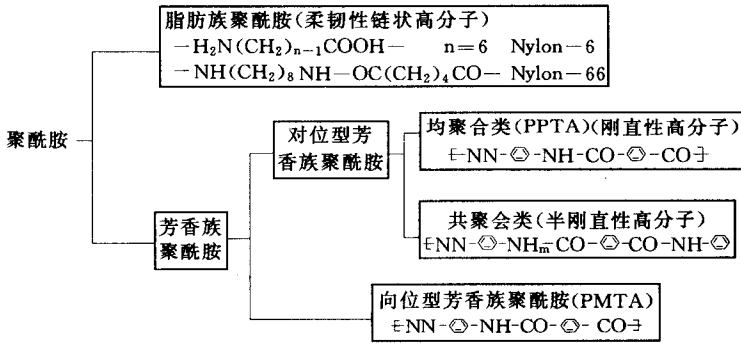 脂肪族聚酰胺(柔韧性链状高分子)
－H₂N(CH₂)ₙ₋₁COOH－ n＝6 Nylon－6
－NH(CH₂)₈NH－OC(CH₂)₄CO－ Nylon－66
聚酰胺
对位型芳
香族聚酰胺
均聚合类(PPTA)(刚直性高分子)
⁅NN-⌬-NH-CO-⌬-CO⁆
芳香族
聚酰胺
共聚会类(半刚直性高分子)
⁅NN-⌬-NHₘ-CO-⌬-CO-NH-⌬
向位型芳香族聚酰胺(PMTA)
⁅NN-⌬-NH-CO-⌬-CO⁆